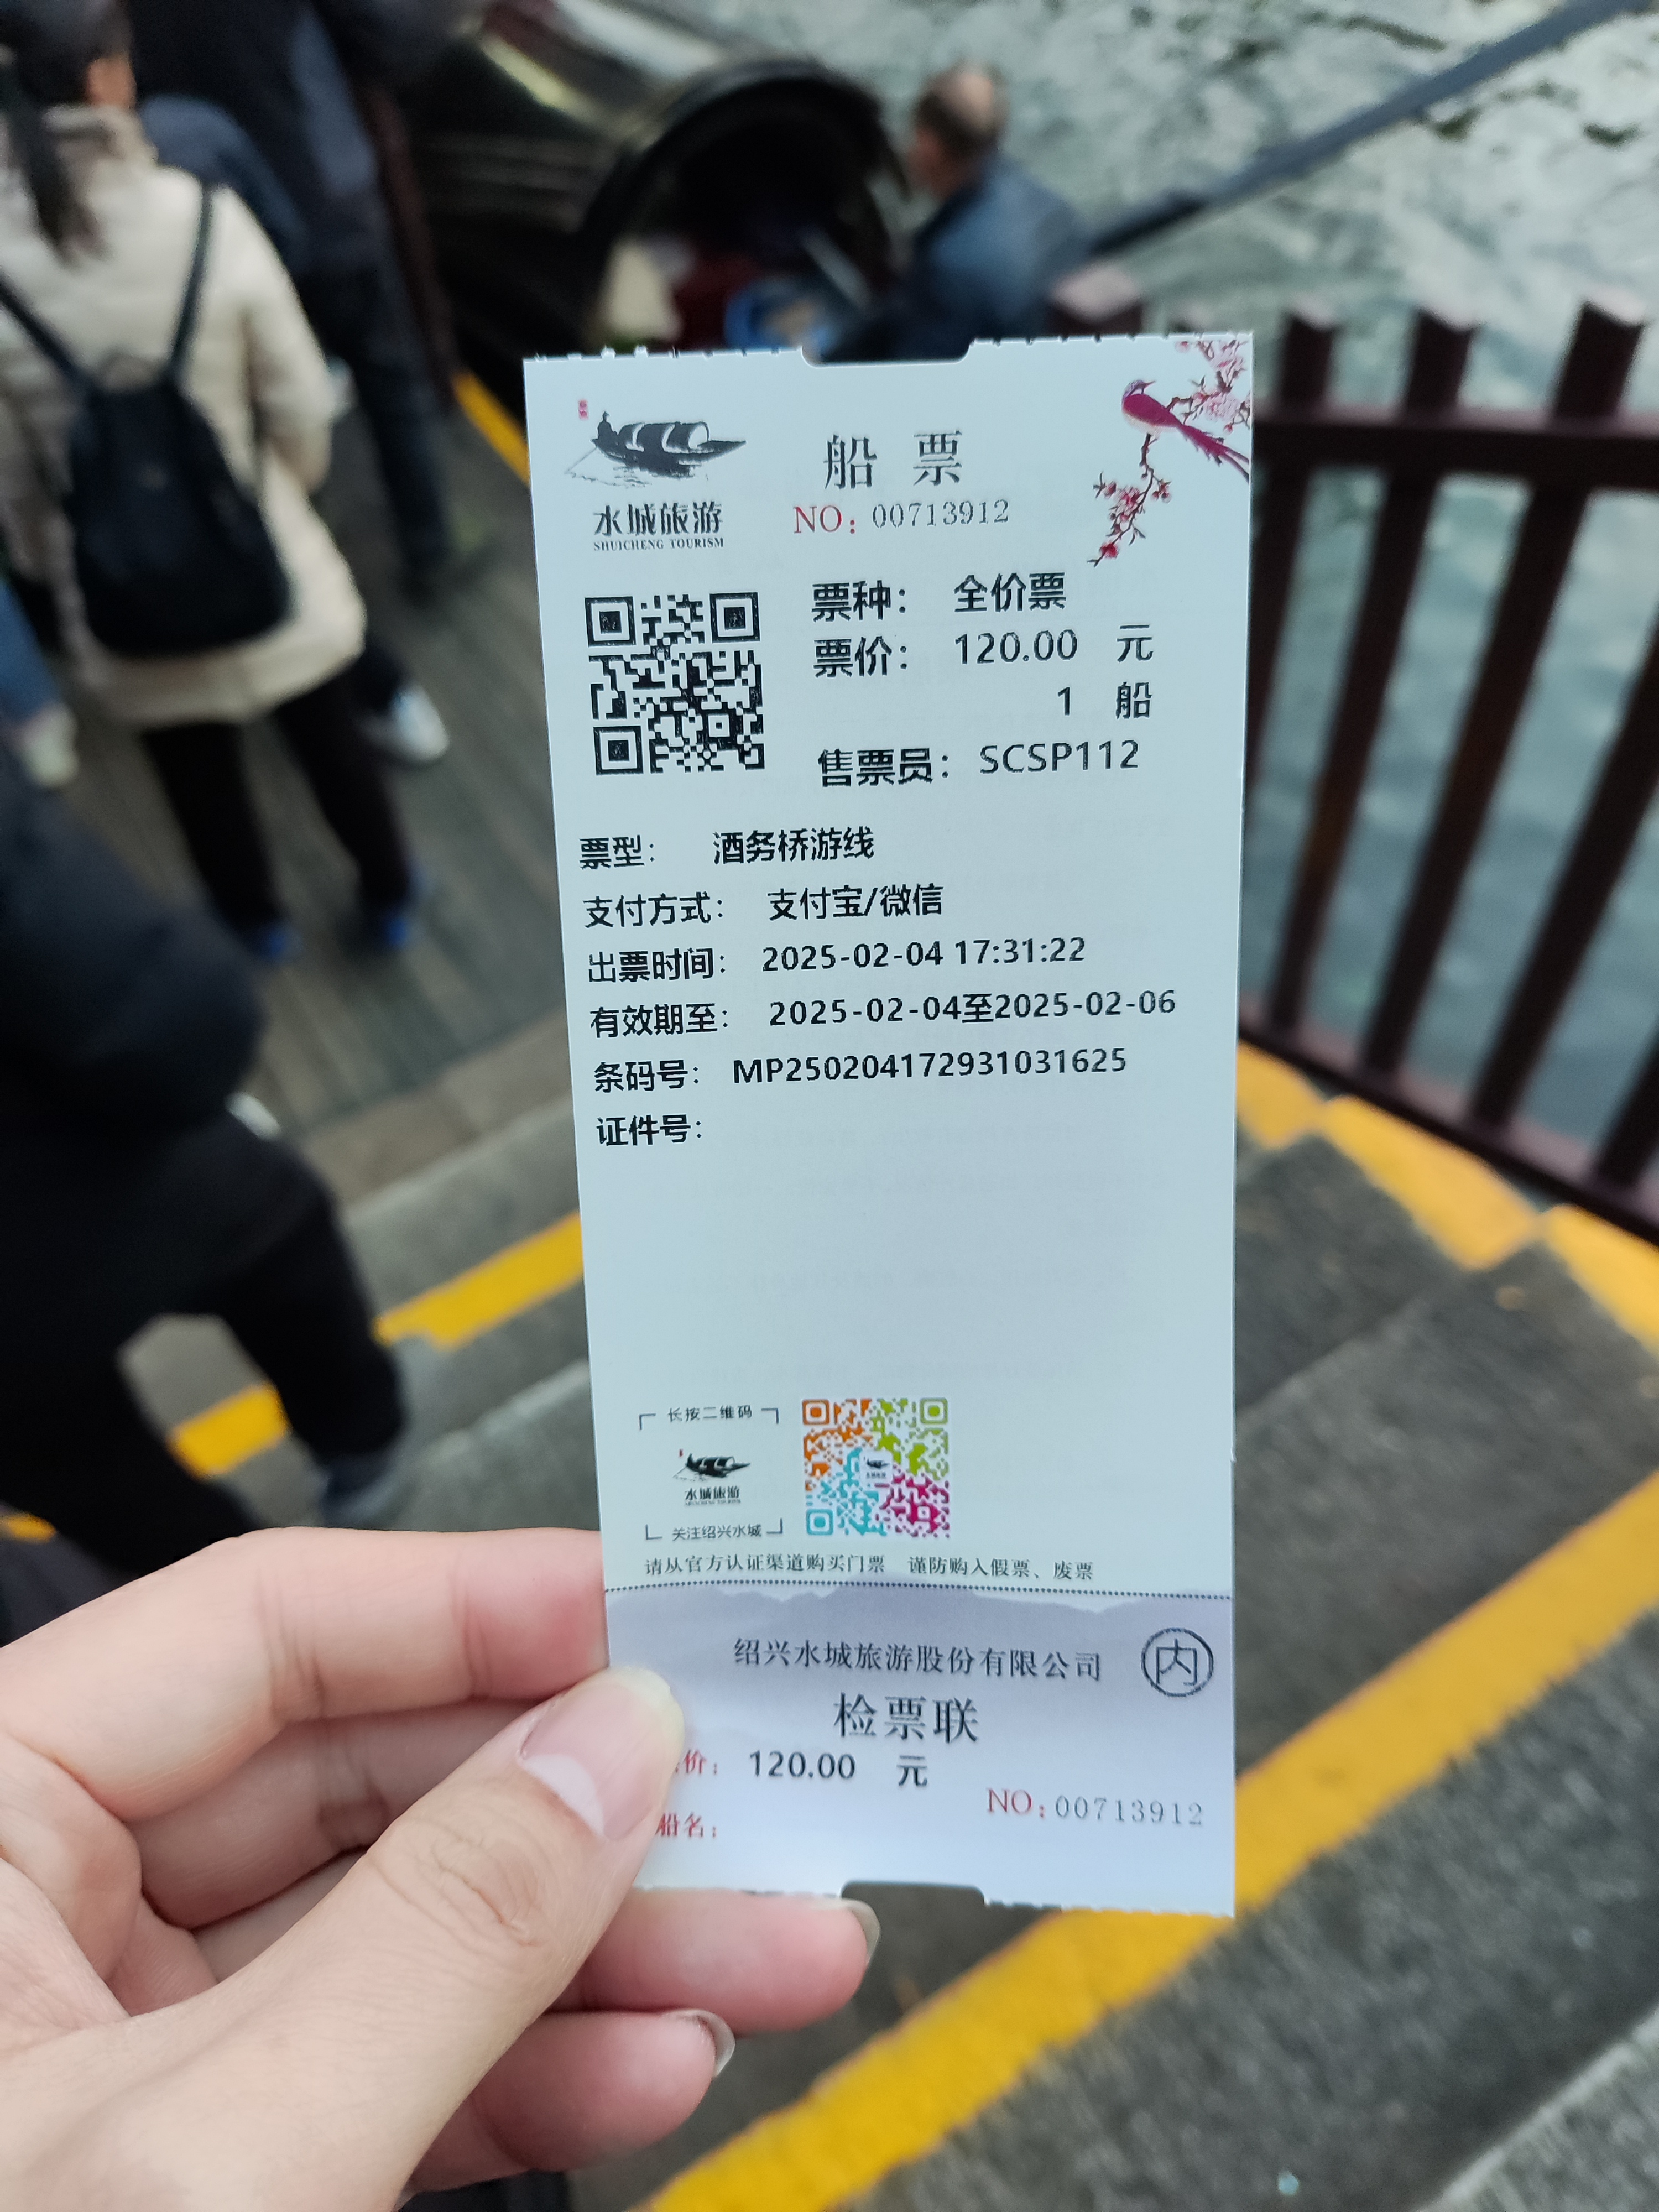 船票
NO：00713912
水城旅游
SHUICHENG TOURISM
票种： 全价票
票价： 120.00 元
1 船
售票员： SCSP112
票型： 酒务桥游线
支付方式： 支付宝/微信
出票时间： 2025-02-04 17:31:22
有效期至： 2025-02-04至2025-02-06
条码号： MP250204172931031625
证件号：
长按二维码
水城旅游
关注绍兴水城
请从官方认证渠道购买门票 谨防购入假票、废票
绍兴水城旅游股份有限公司 内
检票联
价： 120.00 元
NO：00713912
船名：